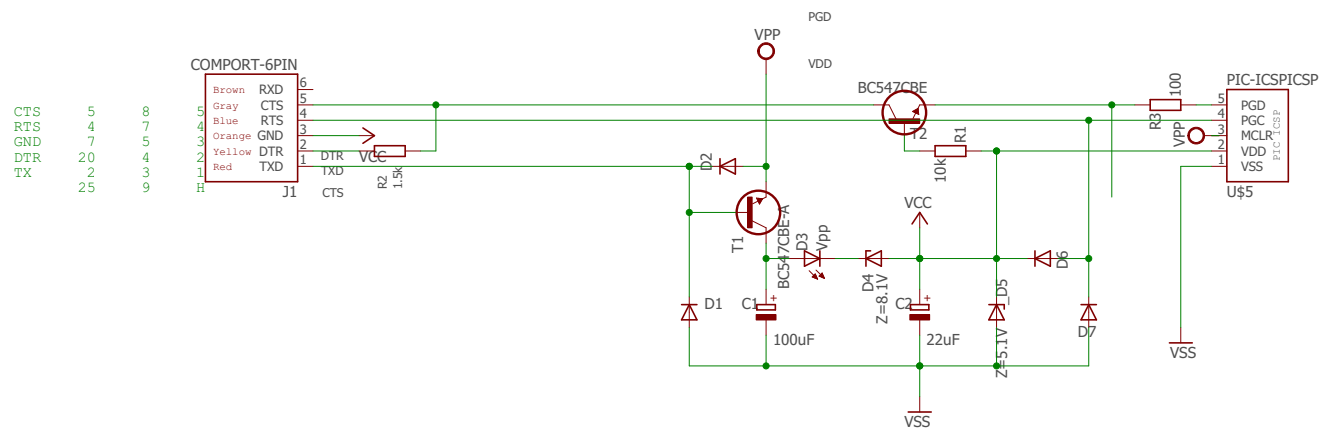 PGD
VPP
VDD
COMPORT-6PIN
BC547CBE
100
PIC-ICSPICSP
Brown RXD 6
Gray CTS 5
Blue RTS 4
Orange GND 3
Yellow DTR 2
Red TXD 1
J1
CTS 5 8 5
RTS 4 7 4
GND 7 5 3
DTR 20 4 2
TX 2 3 1
25 9 H
VCC
DTR
TXD
CTS
R2
1.5k
D2
T2
R1
10k
R3
VPP
5 PGD
4 PGC
3 MCLR
2 VDD
1 VSS
PIC ICSP
U$5
T1
BC547CBE-A
D3
Vpp
VCC
D4
Z=8.1V
D6
D1
C1
+
100uF
C2
+
22uF
D5
Z=5.1V
D7
VSS
VSS